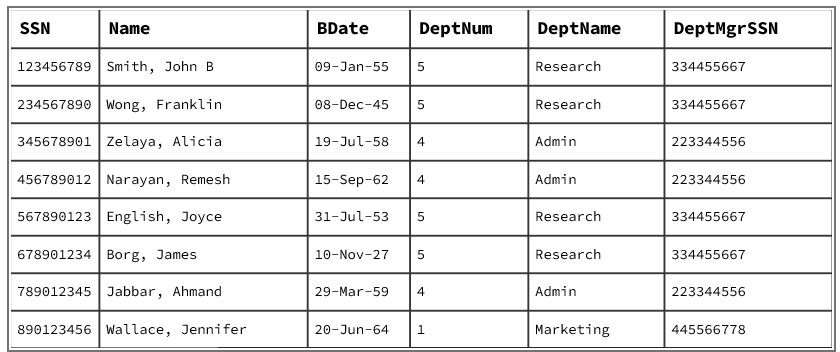 SSN Name BDate DeptNum DeptName DeptMgrSSN
123456789 Smith, John B 09-Jan-55 5 Research 334455667
234567890 Wong, Franklin 08-Dec-45 5 Research 334455667
345678901 Zelaya, Alicia 19-Jul-58 4 Admin 223344556
456789012 Narayan, Remesh 15-Sep-62 4 Admin 223344556
567890123 English, Joyce 31-Jul-53 5 Research 334455667
678901234 Borg, James 10-Nov-27 5 Research 334455667
789012345 Jabbar, Ahmand 29-Mar-59 4 Admin 223344556
890123456 Wallace, Jennifer 20-Jun-64 1 Marketing 445566778